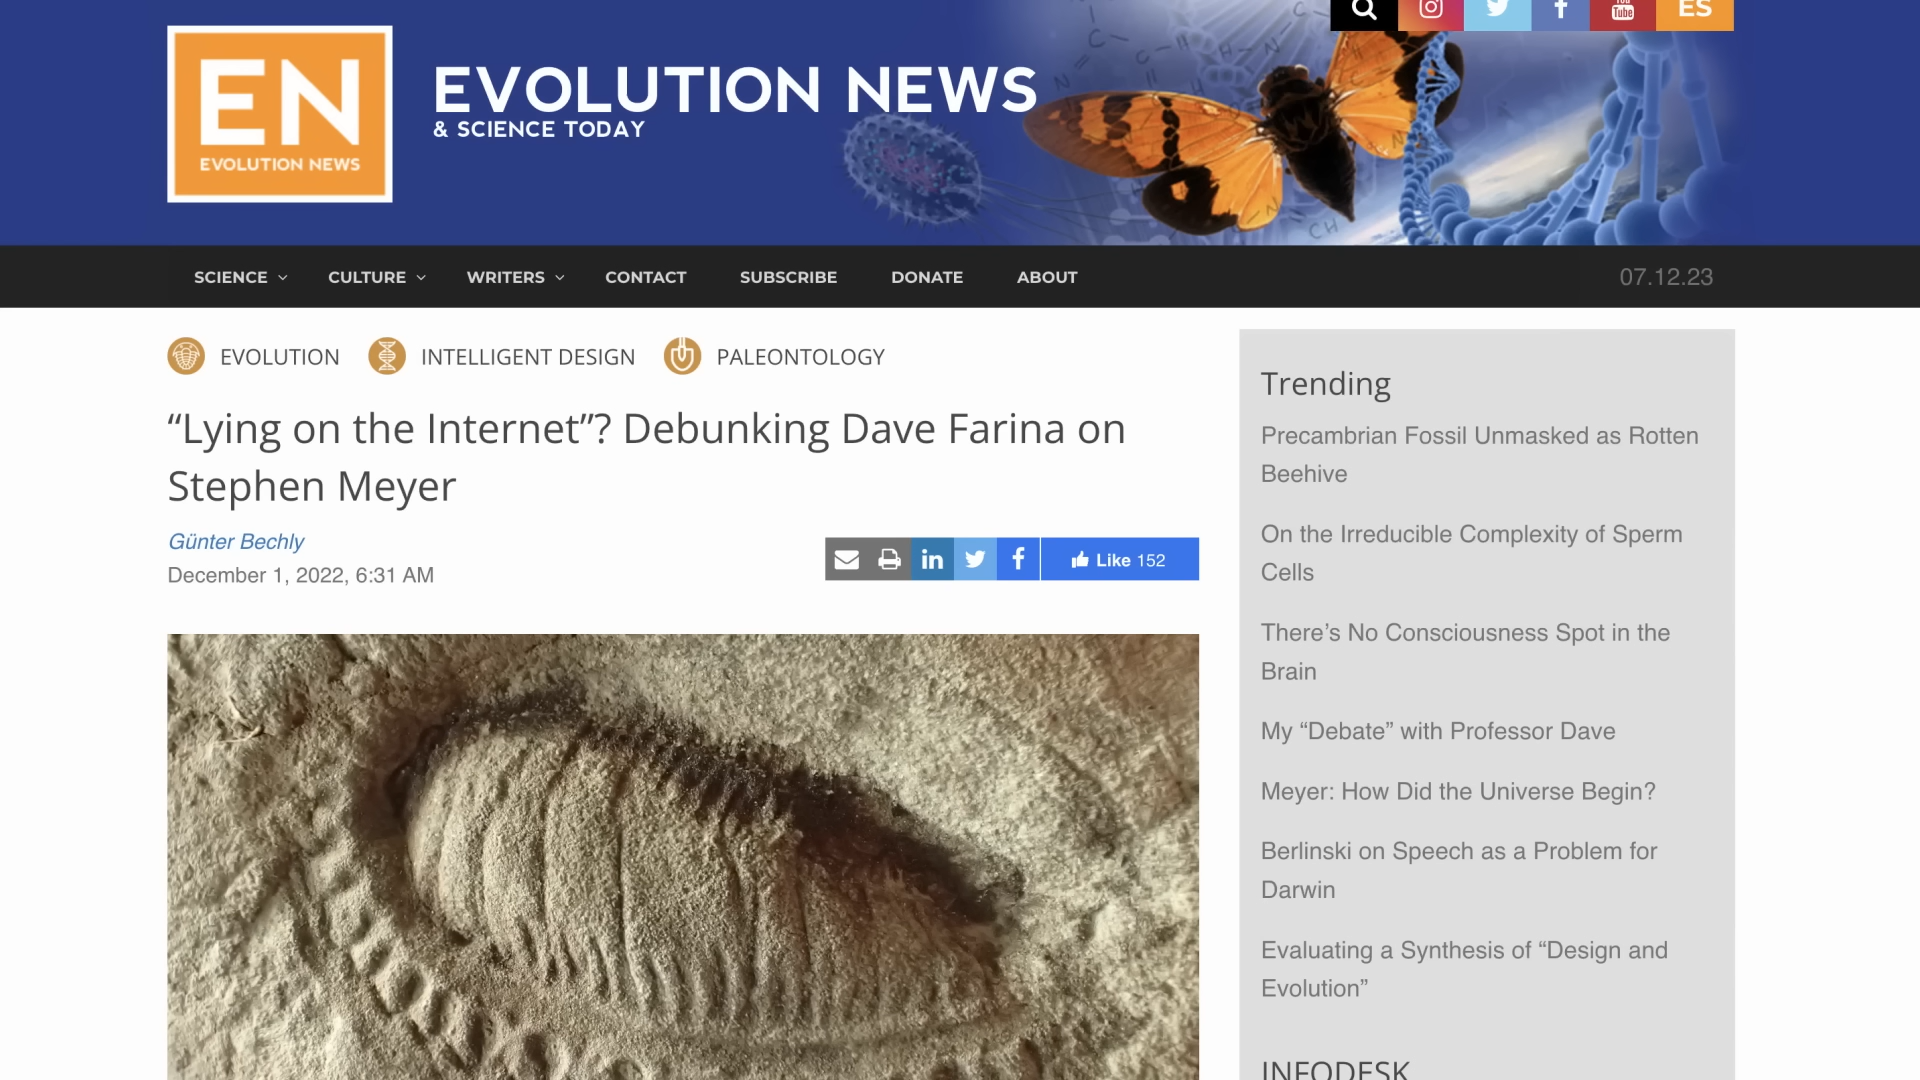 You
Tube
ES
EN
EVOLUTION NEWS
EVOLUTION NEWS
& SCIENCE TODAY
SCIENCE CULTURE WRITERS CONTACT SUBSCRIBE DONATE ABOUT 07.12.23
EVOLUTION INTELLIGENT DESIGN PALEONTOLOGY
“Lying on the Internet”? Debunking Dave Farina on
Stephen Meyer
Günter Bechly
December 1, 2022, 6:31 AM
in f Like 152
Trending
Precambrian Fossil Unmasked as Rotten
Beehive
On the Irreducible Complexity of Sperm
Cells
There’s No Consciousness Spot in the
Brain
My “Debate” with Professor Dave
Meyer: How Did the Universe Begin?
Berlinski on Speech as a Problem for
Darwin
Evaluating a Synthesis of “Design and
Evolution”
INFODESK